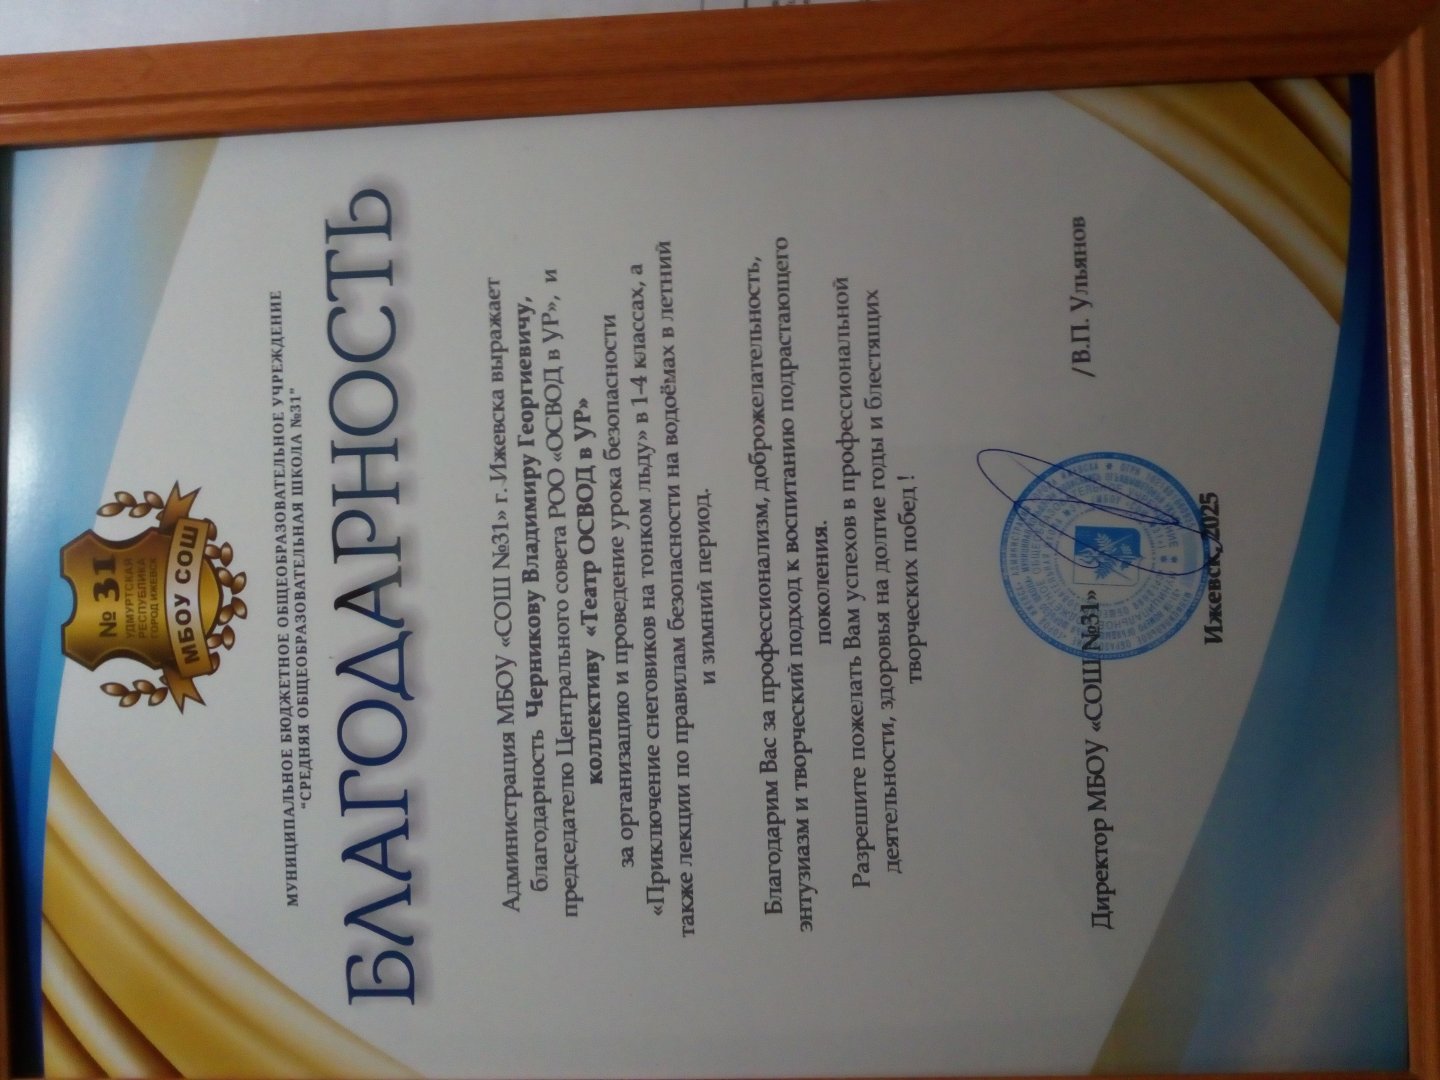 № 31
УДМУРТСКАЯ
РЕСПУБЛИКА
ГОРОД ИЖЕВСК
МБОУ СОШ
МУНИЦИПАЛЬНОЕ БЮДЖЕТНОЕ ОБЩЕОБРАЗОВАТЕЛЬНОЕ УЧРЕЖДЕНИЕ
"СРЕДНЯЯ ОБЩЕОБРАЗОВАТЕЛЬНАЯ ШКОЛА №31"
БЛАГОДАРНОСТЬ
Администрация МБОУ «СОШ №31» г. Ижевска выражает
благодарность Черникову Владимиру Георгиевичу,
председателю Центрального совета РОО «ОСВОД в УР», и
коллективу «Театр ОСВОД в УР»
за организацию и проведение урока безопасности
«Приключение снеговиков на тонком льду» в 1-4 классах, а
также лекции по правилам безопасности на водоёмах в летний
и зимний период.
Благодарим Вас за профессионализм, доброжелательность,
энтузиазм и творческий подход к воспитанию подрастающего
поколения.
Разрешите пожелать Вам успехов в профессиональной
деятельности, здоровья на долгие годы и блестящих
творческих побед !
Директор МБОУ «СОШ №31» /В.П. Ульянов
Ижевск, 2025